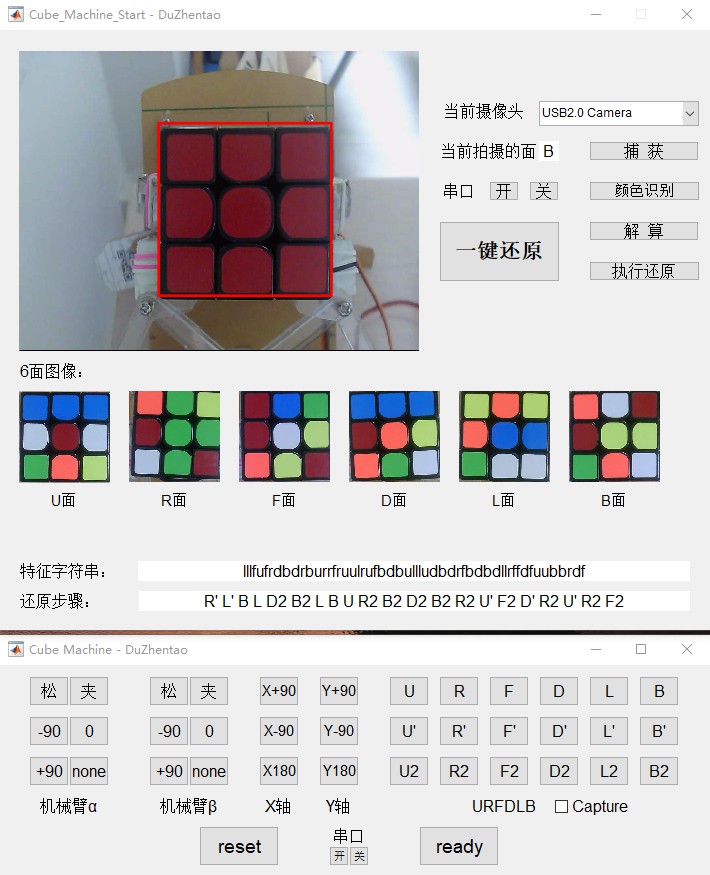 Cube_Machine_Start - DuZhentao
当前摄像头 USB2.0 Camera
当前拍摄的面 B 捕 获
串口 开 关 颜色识别
一键还原 解 算
执行还原
6面图像：
U面 R面 F面 D面 L面 B面
特征字符串： lllfufrdbdrburrfruulrufbdbullludbdrfbdbdllrffdfuubbrdf
还原步骤： R' L' B L D2 B2 L B U R2 B2 D2 B2 R2 U' F2 D' R2 U' R2 F2
Cube Machine - DuZhentao
松 夹 松 夹 X+90 Y+90 U R F D L B
-90 0 -90 0 X-90 Y-90 U' R' F' D' L' B'
+90 none +90 none X180 Y180 U2 R2 F2 D2 L2 B2
机械臂α 机械臂β X轴 Y轴 URFDLB Capture
reset 串口 ready
开 关